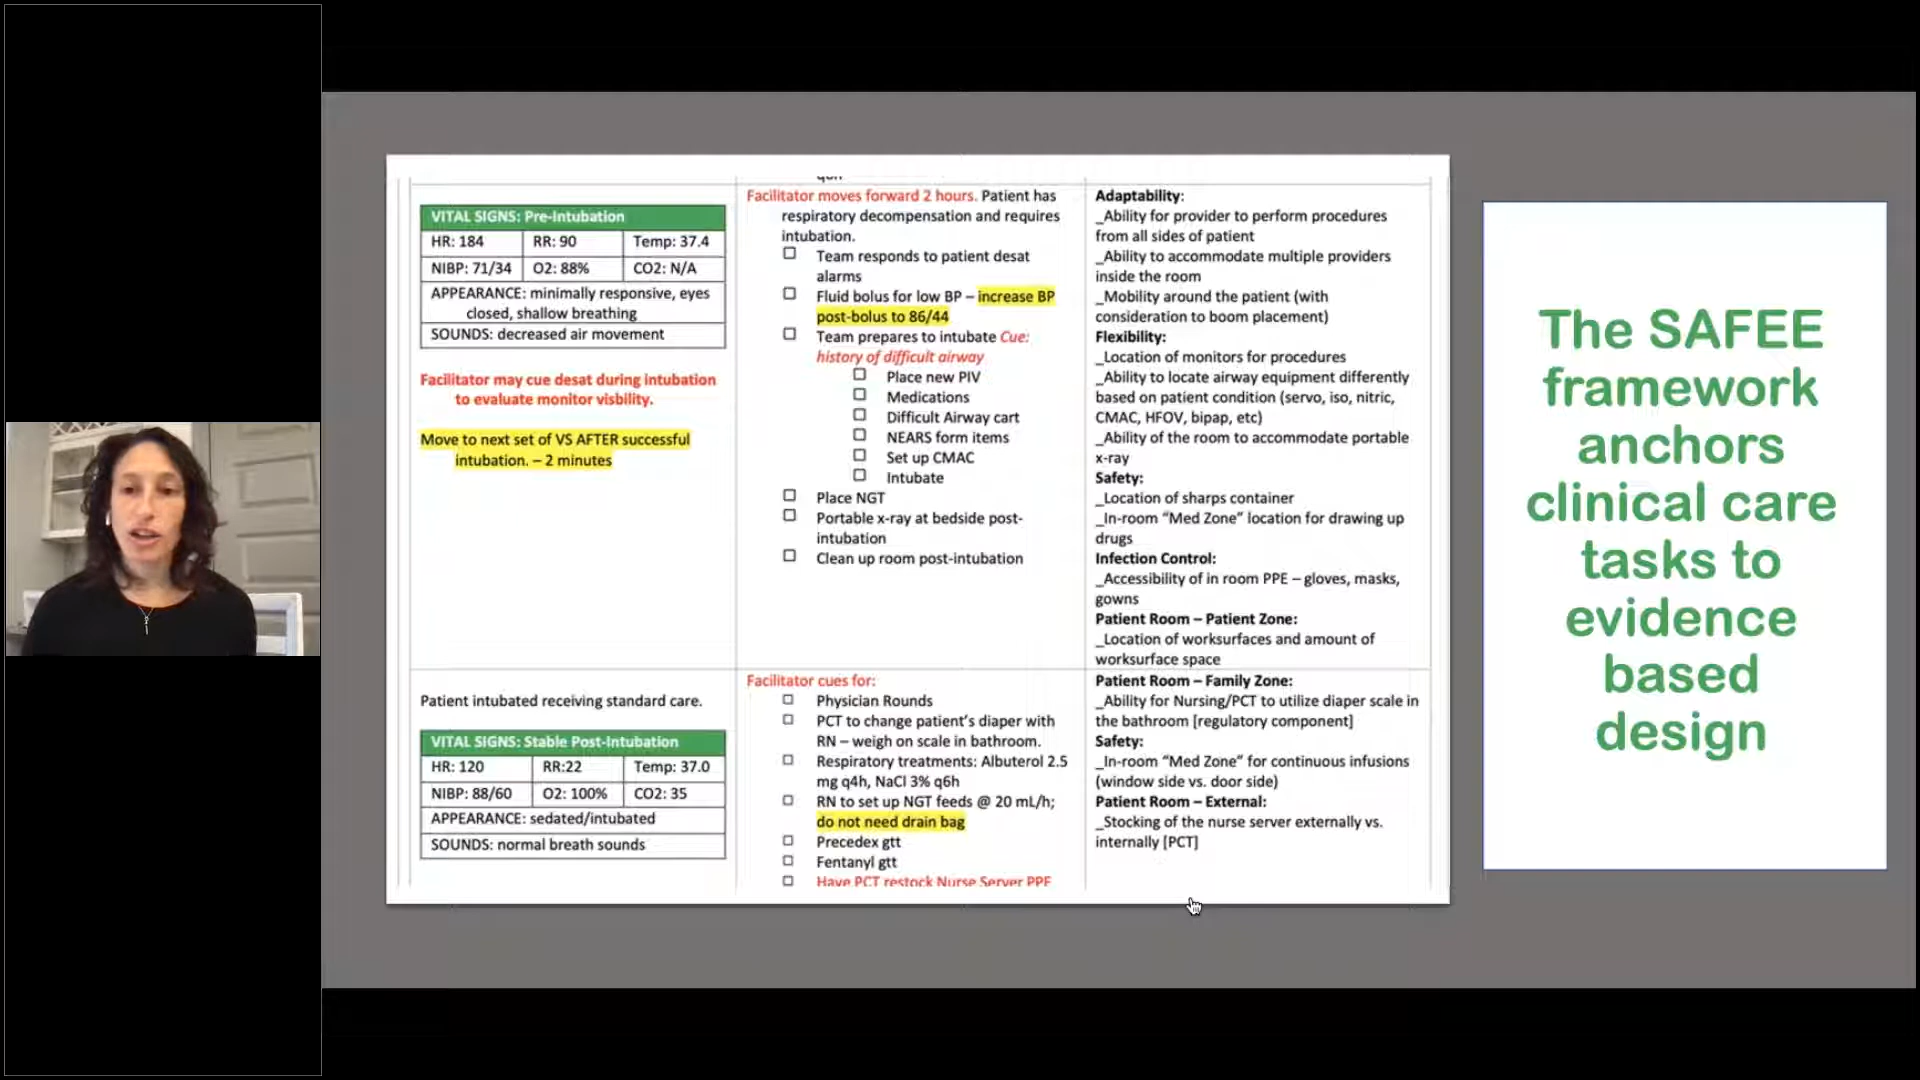 VITAL SIGNS: Pre-Intubation
HR: 184 RR: 90 Temp: 37.4
NIBP: 71/34 O2: 88% CO2: N/A
APPEARANCE: minimally responsive, eyes
closed, shallow breathing
SOUNDS: decreased air movement
Facilitator may cue desat during intubation
to evaluate monitor visbility.
Move to next set of VS AFTER successful
intubation. – 2 minutes
Facilitator moves forward 2 hours. Patient has
respiratory decompensation and requires
intubation.
Team responds to patient desat
alarms
Fluid bolus for low BP – increase BP
post-bolus to 86/44
Team prepares to intubate Cue:
history of difficult airway
Place new PIV
Medications
Difficult Airway cart
NEARS form items
Set up CMAC
Intubate
Place NGT
Portable x-ray at bedside post-
intubation
Clean up room post-intubation
Adaptability:
_Ability for provider to perform procedures
from all sides of patient
_Ability to accommodate multiple providers
inside the room
_Mobility around the patient (with
consideration to boom placement)
Flexibility:
_Location of monitors for procedures
_Ability to locate airway equipment differently
based on patient condition (servo, iso, nitric,
CMAC, HFOV, bipap, etc)
_Ability of the room to accommodate portable
x-ray
Safety:
_Location of sharps container
_In-room “Med Zone” location for drawing up
drugs
Infection Control:
_Accessibility of in room PPE – gloves, masks,
gowns
Patient Room – Patient Zone:
_Location of worksurfaces and amount of
worksurface space
Patient intubated receiving standard care.
VITAL SIGNS: Stable Post-Intubation
HR: 120 RR:22 Temp: 37.0
NIBP: 88/60 O2: 100% CO2: 35
APPEARANCE: sedated/intubated
SOUNDS: normal breath sounds
Facilitator cues for:
Physician Rounds
PCT to change patient’s diaper with
RN – weigh on scale in bathroom.
Respiratory treatments: Albuterol 2.5
mg q4h, NaCl 3% q6h
RN to set up NGT feeds @ 20 mL/h;
do not need drain bag
Precedex gtt
Fentanyl gtt
Have PCT restock Nurse Server PPE
Patient Room – Family Zone:
_Ability for Nursing/PCT to utilize diaper scale in
the bathroom [regulatory component]
Safety:
_In-room “Med Zone” for continuous infusions
(window side vs. door side)
Patient Room – External:
_Stocking of the nurse server externally vs.
internally [PCT]
The SAFEE
framework
anchors
clinical care
tasks to
evidence
based
design